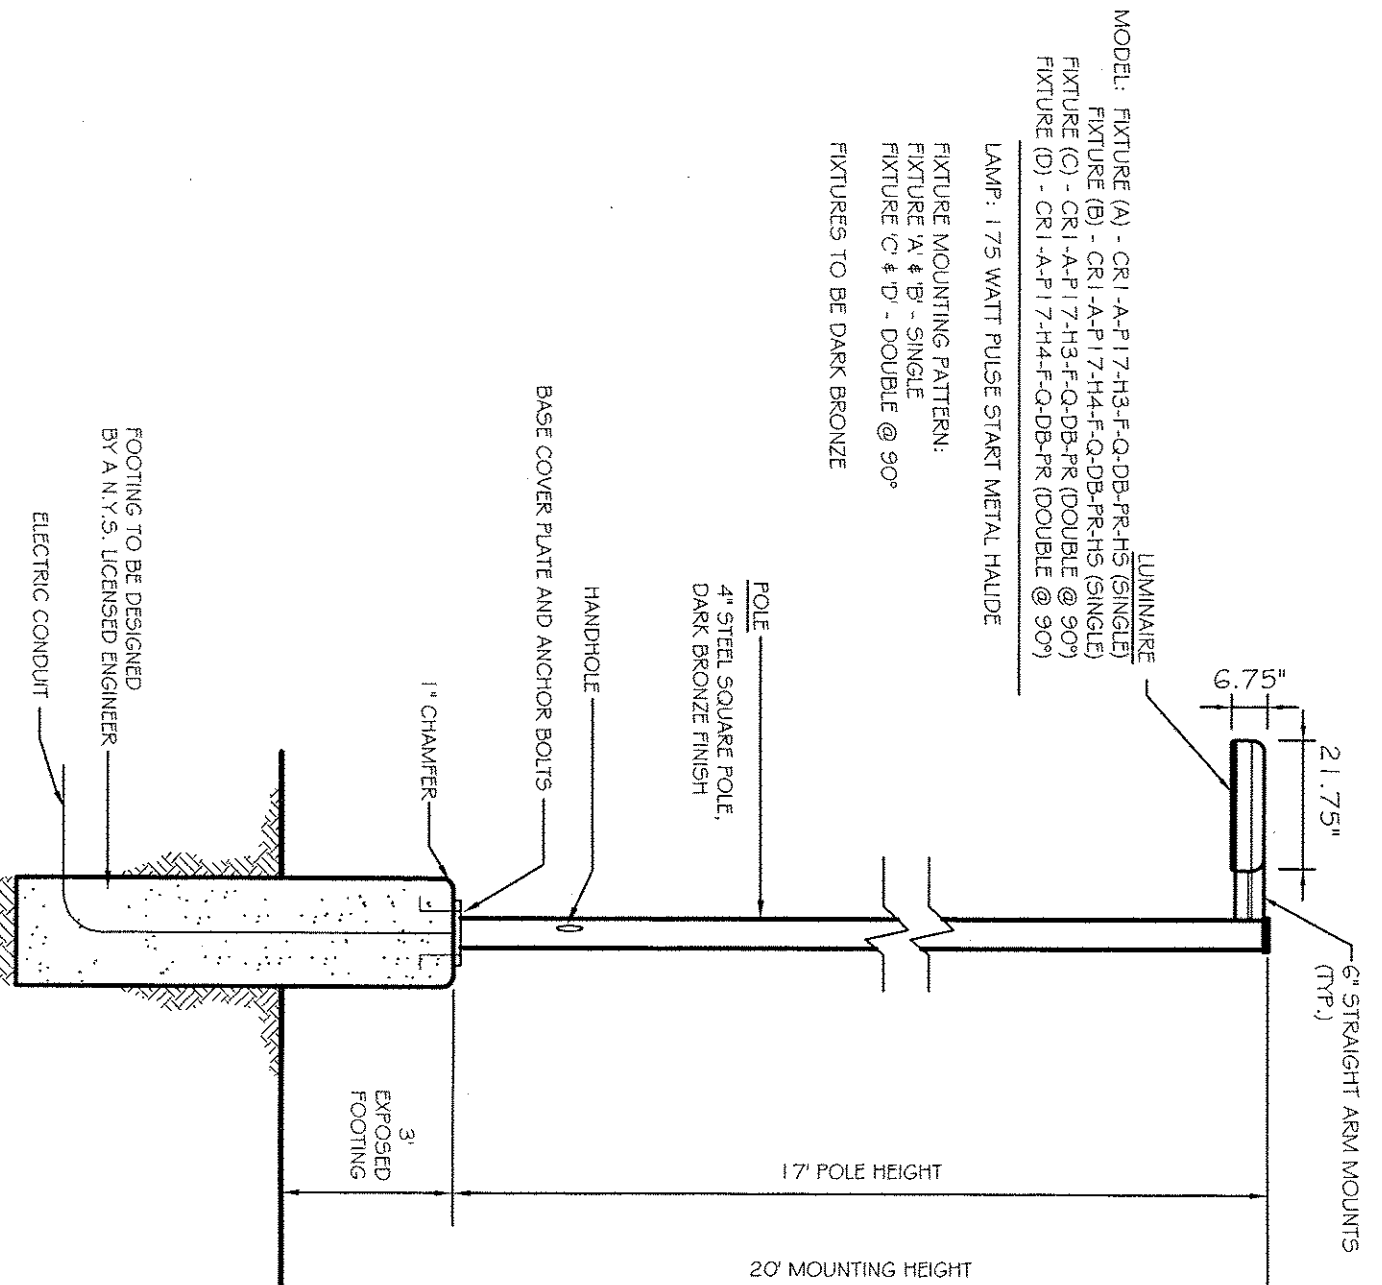 MODEL: FIXTURE (A) - CR1-A-P17-H3-F-Q-DB-PR-HS (SINGLE)
FIXTURE (B) - CR1-A-P17-H4-F-Q-DB-PR-HS (SINGLE)
FIXTURE (C) - CR1-A-P17-H3-F-Q-DB-PR (DOUBLE @ 90°)
FIXTURE (D) - CR1-A-P17-H4-F-Q-DB-PR (DOUBLE @ 90°)
LAMP: 175 WATT PULSE START METAL HALIDE
FIXTURE MOUNTING PATTERN:
FIXTURE 'A' & 'B' - SINGLE
FIXTURE 'C' & 'D' - DOUBLE @ 90°
FIXTURES TO BE DARK BRONZE
LUMINAIRE
6.75"
21.75"
6" STRAIGHT ARM MOUNTS
(TYP.)
POLE
4" STEEL SQUARE POLE,
DARK BRONZE FINISH
HANDHOLE
BASE COVER PLATE AND ANCHOR BOLTS
1" CHAMFER
FOOTING TO BE DESIGNED
BY A N.Y.S. LICENSED ENGINEER
ELECTRIC CONDUIT
3'
EXPOSED
FOOTING
17' POLE HEIGHT
20' MOUNTING HEIGHT